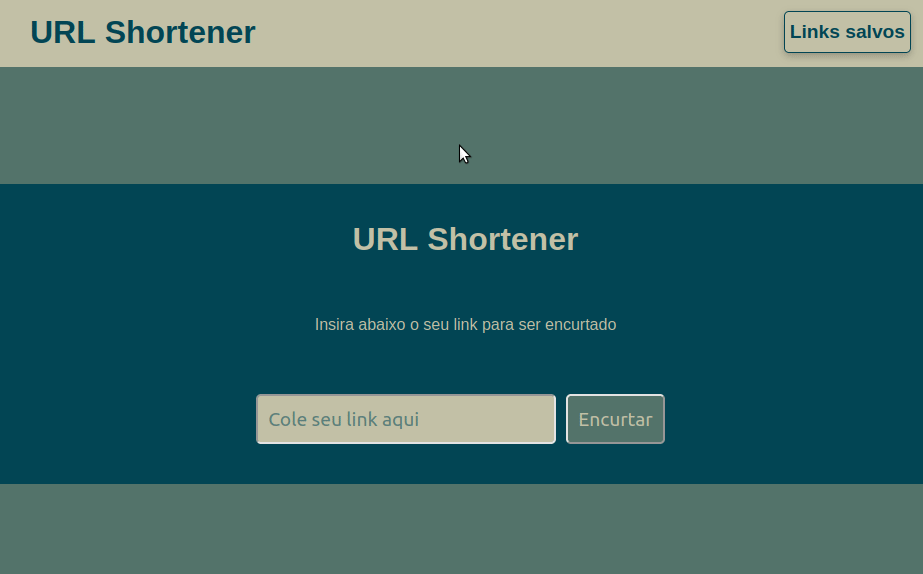 URL Shortener
Links salvos
URL Shortener
Insira abaixo o seu link para ser encurtado
Cole seu link aqui
Encurtar